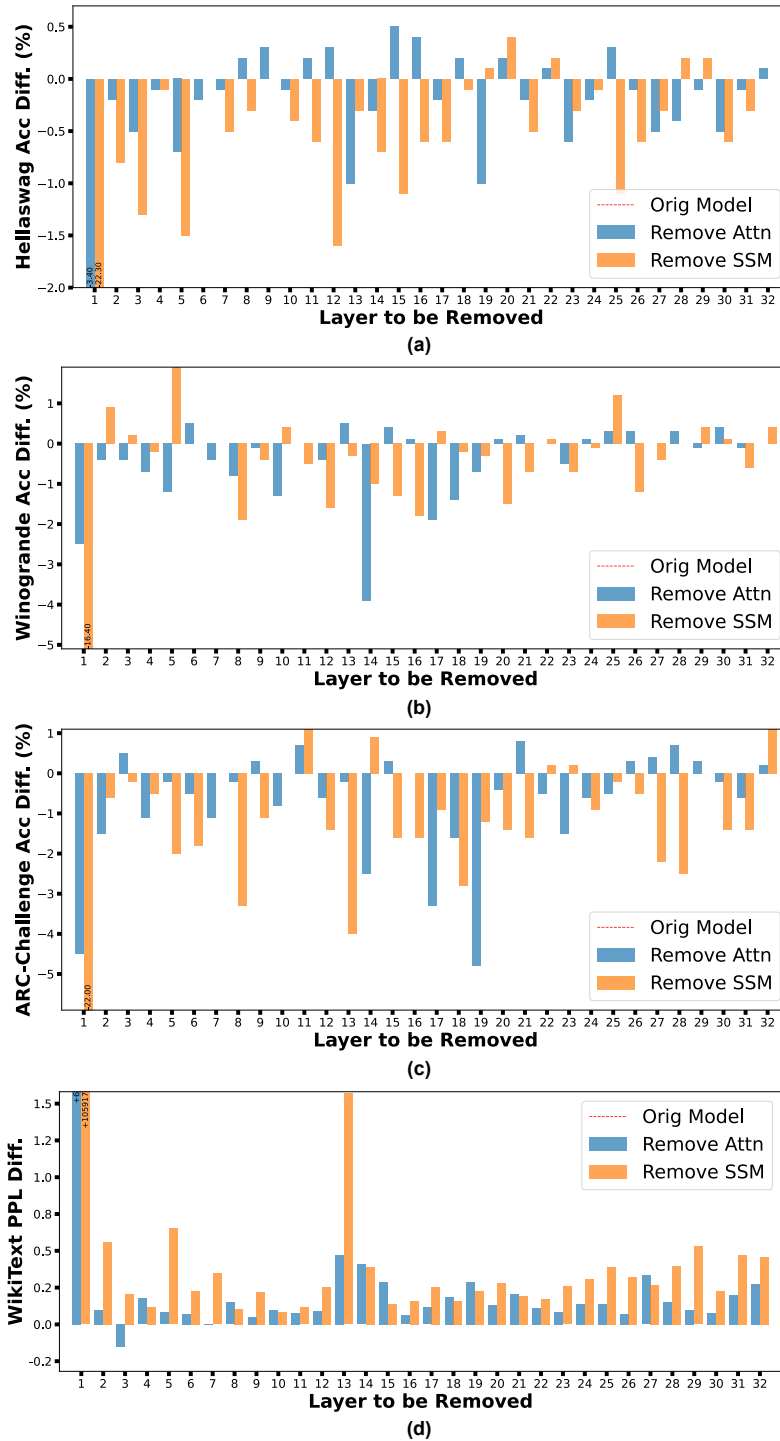 Hellaswag Acc Diff. (%)
0.5
0.0
−0.5
−1.0
−1.5
−2.0
-3.40
-22.30
Orig Model
Remove Attn
Remove SSM
1 2 3 4 5 6 7 8 9 10 11 12 13 14 15 16 17 18 19 20 21 22 23 24 25 26 27 28 29 30 31 32
Layer to be Removed
(a)
Winogrande Acc Diff. (%)
1
0
−1
−2
−3
−4
−5
-16.40
Orig Model
Remove Attn
Remove SSM
1 2 3 4 5 6 7 8 9 10 11 12 13 14 15 16 17 18 19 20 21 22 23 24 25 26 27 28 29 30 31 32
Layer to be Removed
(b)
ARC-Challenge Acc Diff. (%)
1
0
−1
−2
−3
−4
−5
-22.00
Orig Model
Remove Attn
Remove SSM
1 2 3 4 5 6 7 8 9 10 11 12 13 14 15 16 17 18 19 20 21 22 23 24 25 26 27 28 29 30 31 32
Layer to be Removed
(c)
WikiText PPL Diff.
1.5
1.2
1.0
0.8
0.5
0.2
0.0
-0.2
+6
+105917
Orig Model
Remove Attn
Remove SSM
1 2 3 4 5 6 7 8 9 10 11 12 13 14 15 16 17 18 19 20 21 22 23 24 25 26 27 28 29 30 31 32
Layer to be Removed
(d)